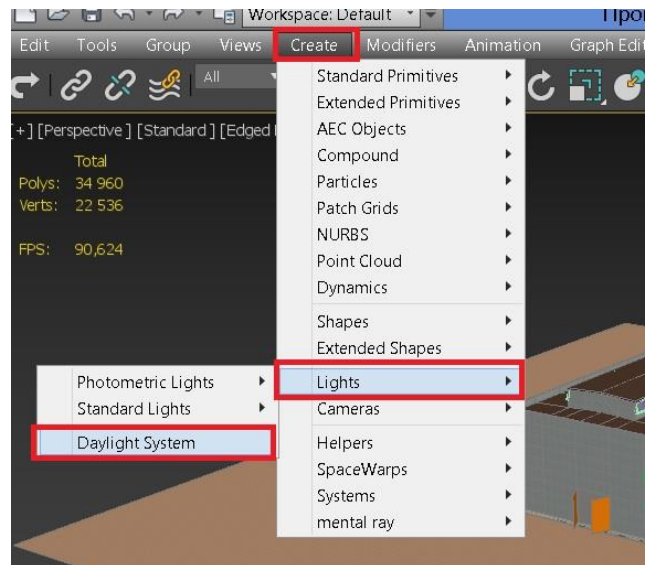 Workspace: Default
Edit Tools Group Views Create Modifiers Animation Graph Edit
All
[+] [Perspective ] [Standard ] [Edged
Total
Polys: 34 960
Verts: 22 536
FPS: 90,624
Standard Primitives
Extended Primitives
AEC Objects
Compound
Particles
Patch Grids
NURBS
Point Cloud
Dynamics
Shapes
Extended Shapes
Lights
Cameras
Helpers
SpaceWarps
Systems
mental ray
Photometric Lights
Standard Lights
Daylight System